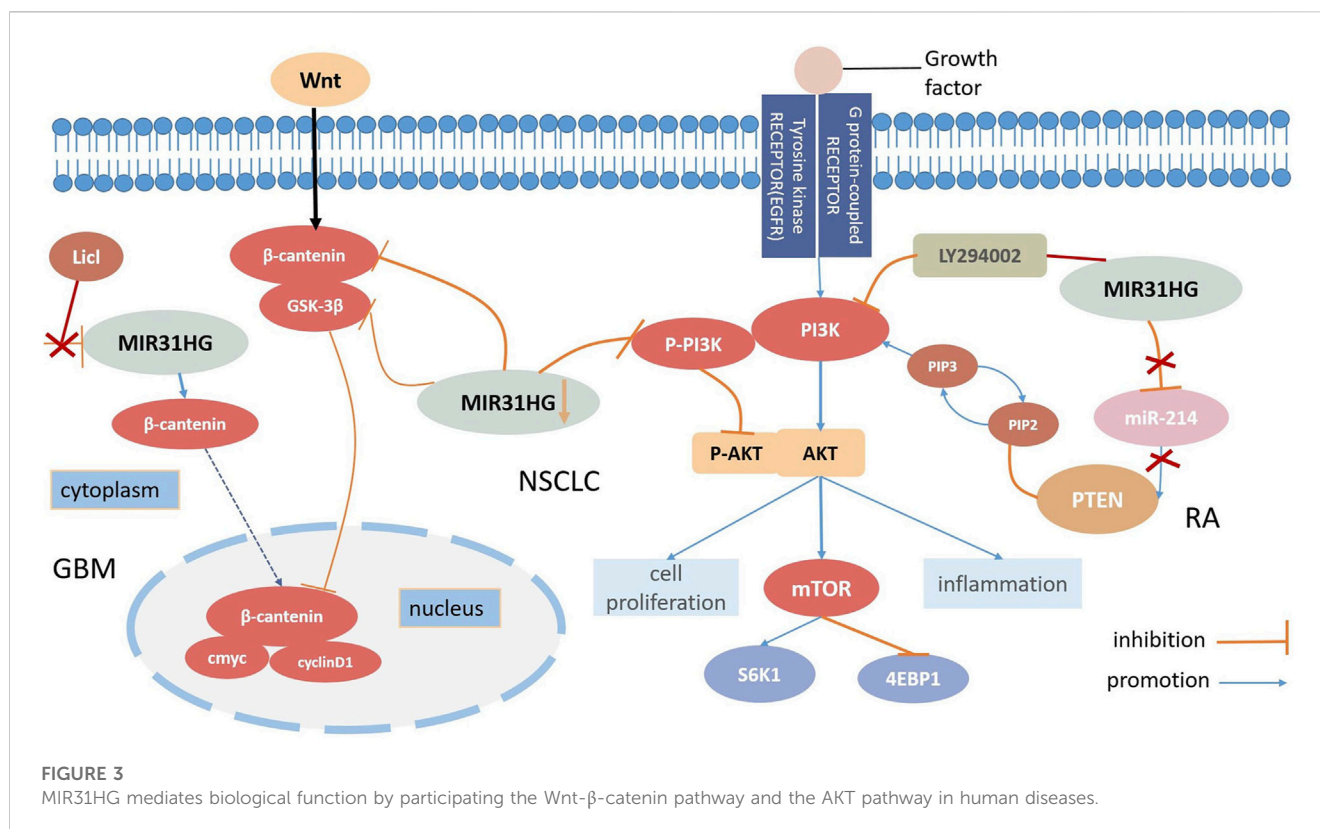 Wnt
Growth
factor
Tyrosine kinase
RECEPTOR(EGFR)
G protein-coupled
RECEPTOR
Licl
β-cantenin
GSK-3β
LY294002
MIR31HG
MIR31HG
P-PI3K
PI3K
PIP3
MIR31HG
β-cantenin
PIP2
miR-214
P-AKT
AKT
NSCLC
cytoplasm
PTEN
RA
GBM
cell
proliferation
mTOR
inflammation
nucleus
β-cantenin
cmyc
cyclinD1
S6K1
4EBP1
inhibition
promotion
FIGURE 3
MIR31HG mediates biological function by participating the Wnt-β-catenin pathway and the AKT pathway in human diseases.